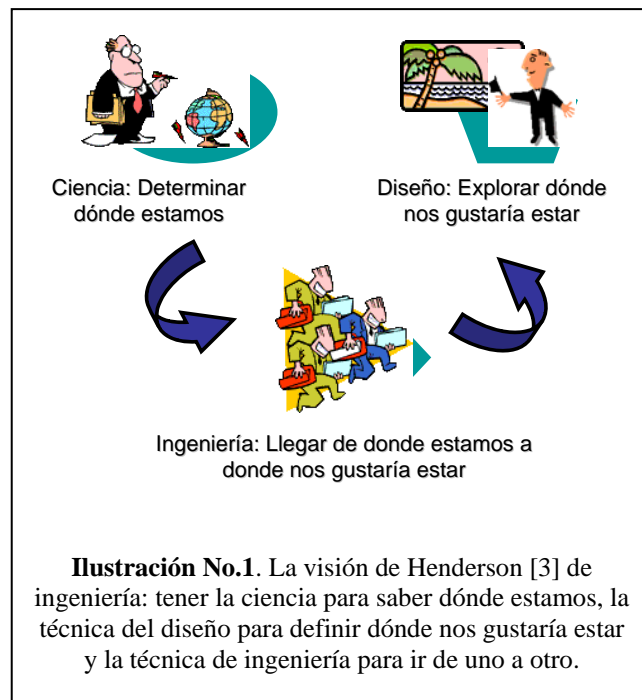 Ciencia: Determinar
dónde estamos
Diseño: Explorar dónde
nos gustaría estar
Ingeniería: Llegar de donde estamos a
donde nos gustaría estar
Ilustración No.1. La visión de Henderson [3] de
ingeniería: tener la ciencia para saber dónde estamos, la
técnica del diseño para definir dónde nos gustaría estar
y la técnica de ingeniería para ir de uno a otro.